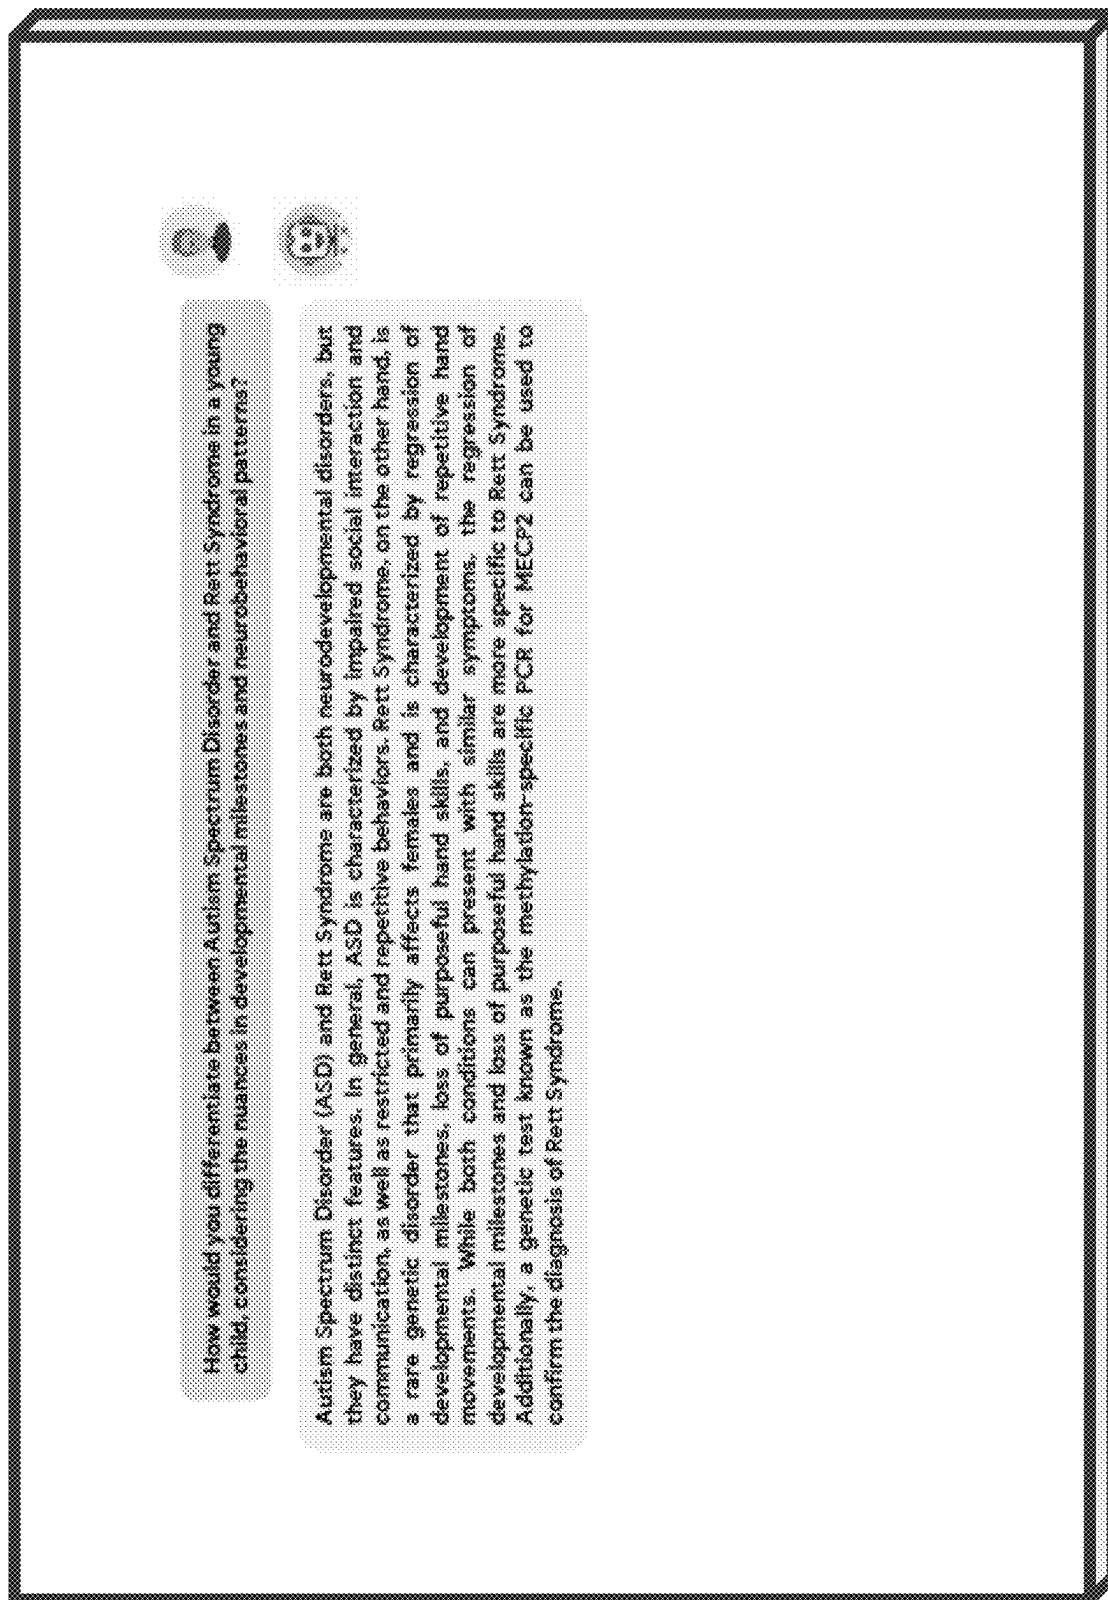 How would you differentiate between Autism Spectrum Disorder and Rett Syndrome in a young
child, considering the nuances in developmental milestones and neurobehavioral patterns?
Autism Spectrum Disorder (ASD) and Rett Syndrome are both neurodevelopmental disorders, but
they have distinct features. In general, ASD is characterized by impaired social interaction and
communication, as well as restricted and repetitive behaviors. Rett Syndrome, on the other hand, is
a rare genetic disorder that primarily affects females and is characterized by regression of
developmental milestones, loss of purposeful hand skills, and development of repetitive hand
movements. While both conditions can present with similar symptoms, the regression of
developmental milestones and loss of purposeful hand skills are more specific to Rett Syndrome.
Additionally, a genetic test known as the methylation-specific PCR for MECP2 can be used to
confirm the diagnosis of Rett Syndrome.